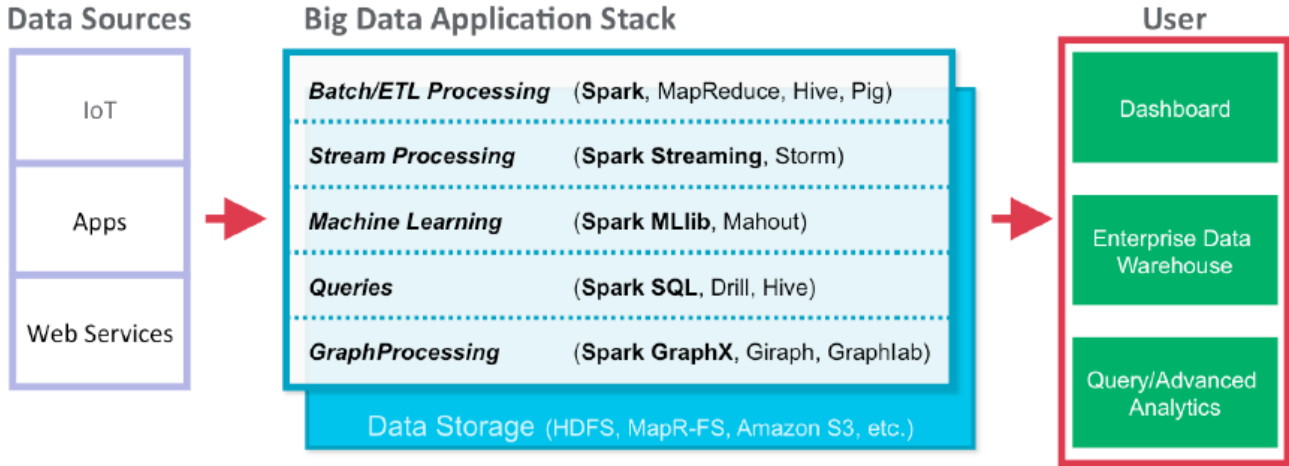 Data Sources
Big Data Application Stack
User
IoT
Apps
Web Services
Batch/ETL Processing (Spark, MapReduce, Hive, Pig)
Stream Processing (Spark Streaming, Storm)
Machine Learning (Spark MLlib, Mahout)
Queries (Spark SQL, Drill, Hive)
GraphProcessing (Spark GraphX, Giraph, Graphlab)
Data Storage (HDFS, MapR-FS, Amazon S3, etc.)
Dashboard
Enterprise Data
Warehouse
Query/Advanced
Analytics